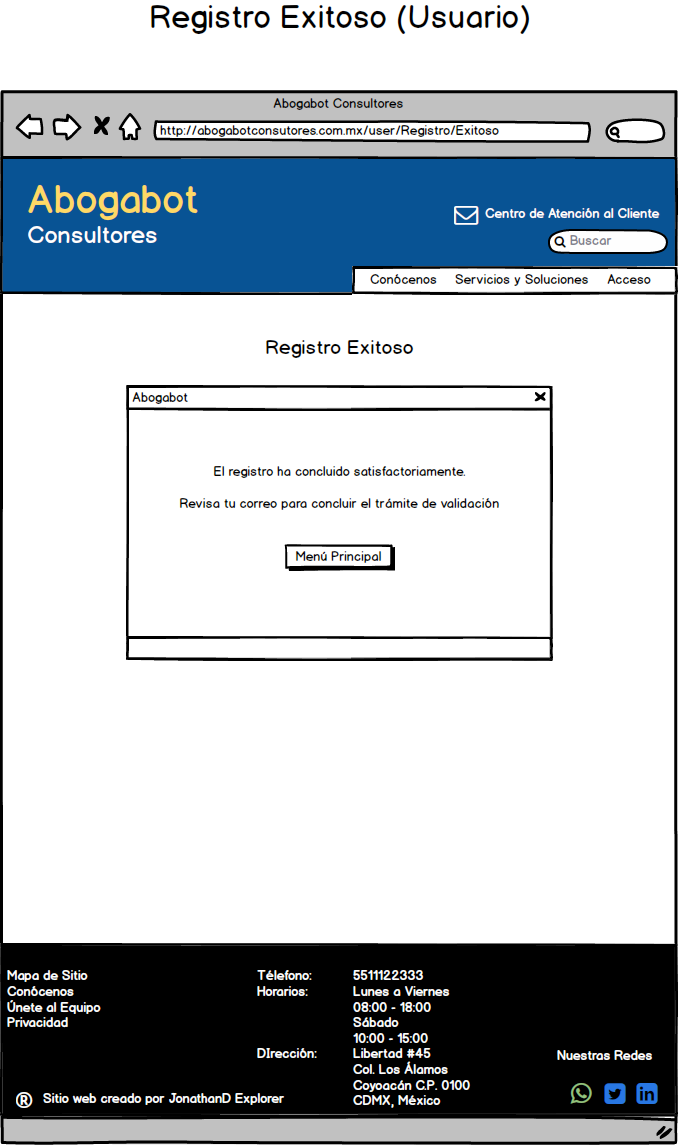 Registro Exitoso (Usuario)
Abogabot Consultores
http://abogabotconsutores.com.mx/user/Registro/Exitoso
Abogabot
Consultores
Centro de Atención al Cliente
Buscar
Conócenos Servicios y Soluciones Acceso
Registro Exitoso
Abogabot
El registro ha concluido satisfactoriamente.
Revisa tu correo para concluir el trámite de validación
Menú Principal
Mapa de Sitio
Conócenos
Únete al Equipo
Privacidad
Télefono: 5511122333
Horarios: Lunes a Viernes
08:00 - 18:00
Sábado
10:00 - 15:00
DIrección: Libertad #45
Col. Los Álamos
Coyoacán C.P. 0100
CDMX, México
Nuestras Redes
® Sitio web creado por JonathanD Explorer